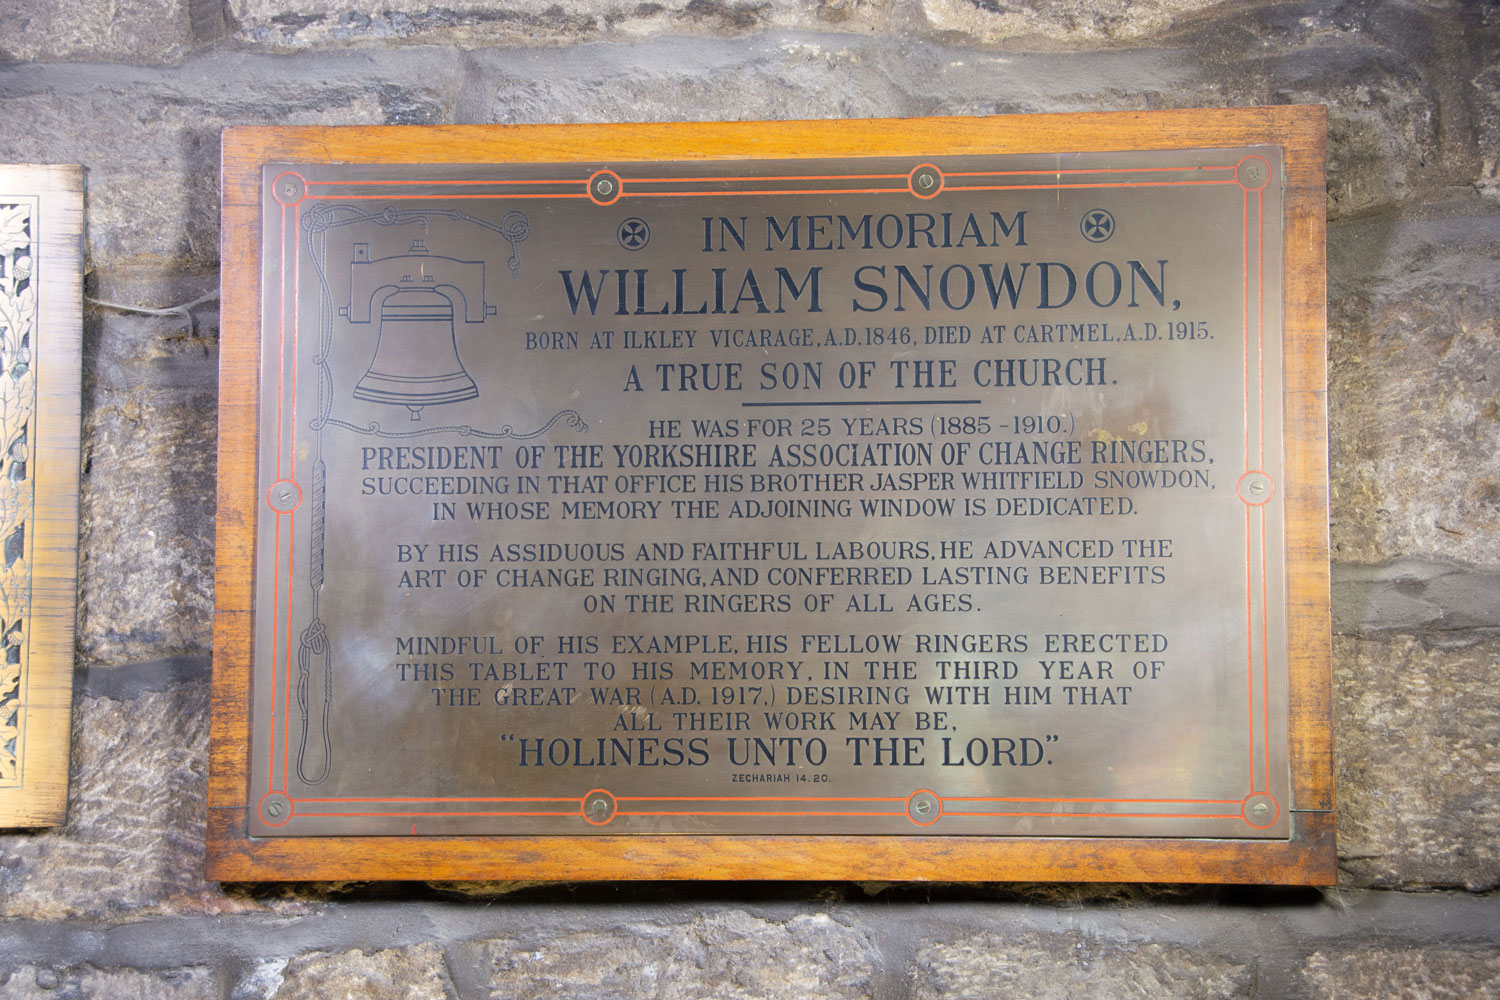 IN MEMORIAM
WILLIAM SNOWDON,
BORN AT ILKLEY VICARAGE, A.D. 1846, DIED AT CARTMEL, A.D. 1915.
A TRUE SON OF THE CHURCH.
HE WAS FOR 25 YEARS (1885 - 1910.)
PRESIDENT OF THE YORKSHIRE ASSOCIATION OF CHANGE RINGERS,
SUCCEEDING IN THAT OFFICE HIS BROTHER JASPER WHITFIELD SNOWDON,
IN WHOSE MEMORY THE ADJOINING WINDOW IS DEDICATED.
BY HIS ASSIDUOUS AND FAITHFUL LABOURS, HE ADVANCED THE
ART OF CHANGE RINGING, AND CONFERRED LASTING BENEFITS
ON THE RINGERS OF ALL AGES.
MINDFUL OF HIS EXAMPLE, HIS FELLOW RINGERS ERECTED
THIS TABLET TO HIS MEMORY, IN THE THIRD YEAR OF
THE GREAT WAR (A.D. 1917,) DESIRING WITH HIM THAT
ALL THEIR WORK MAY BE,
"HOLINESS UNTO THE LORD."
ZECHARIAH 14. 20.